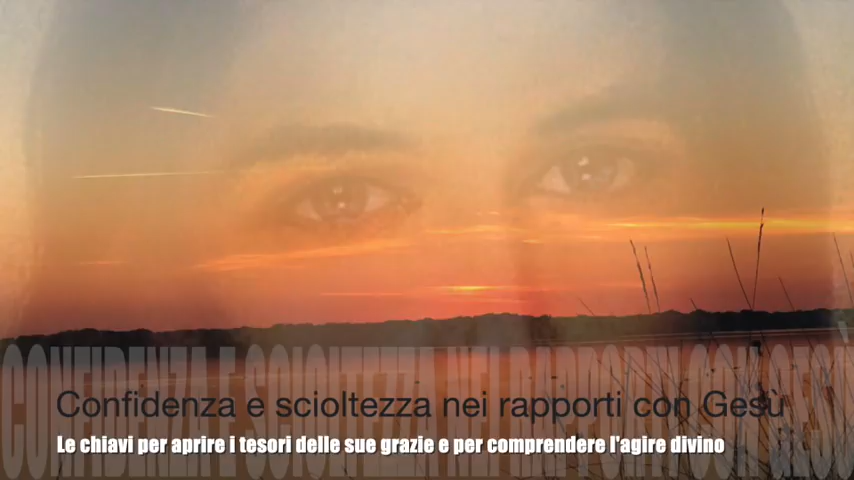 CONFIDENZA E SCIOLTEZZA NEI RAPPORTI CON GESÙ
Confidenza e scioltezza nei rapporti con Gesù
Le chiavi per aprire i tesori delle sue grazie e per comprendere l'agire divino